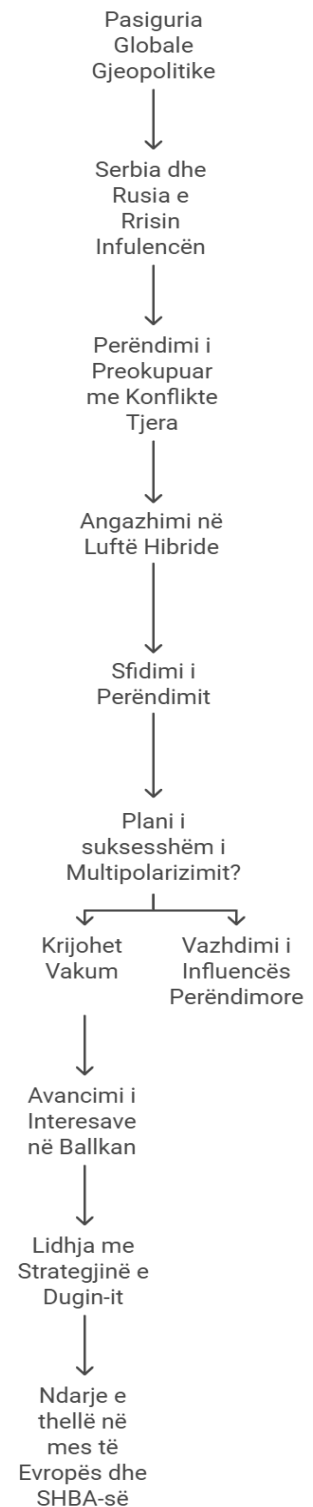 Pasiguria
Globale
Gjeopolitike
Serbia dhe
Rusia e
Rrisin
Infulencën
Perëndimi i
Preokupuar
me Konflikte
Tjera
Angazhimi në
Luftë Hibride
Sfidimi i
Perëndimit
Plani i
suksesshëm i
Multipolarizimit?
Krijohet
Vakum
Vazhdimi i
Influencës
Perëndimore
Avancimi i
Interesave
në Ballkan
Lidhja me
Strategjinë e
Dugin-it
Ndarje e
thellë në
mes të
Evropës dhe
SHBA-së